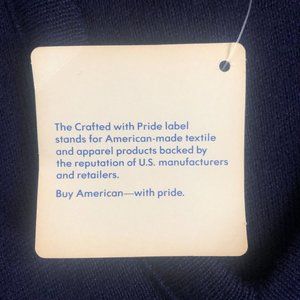 The Crafted with Pride label
stands for American-made textile
and apparel products backed by
the reputation of U.S. manufacturers
and retailers.
Buy American—with pride.